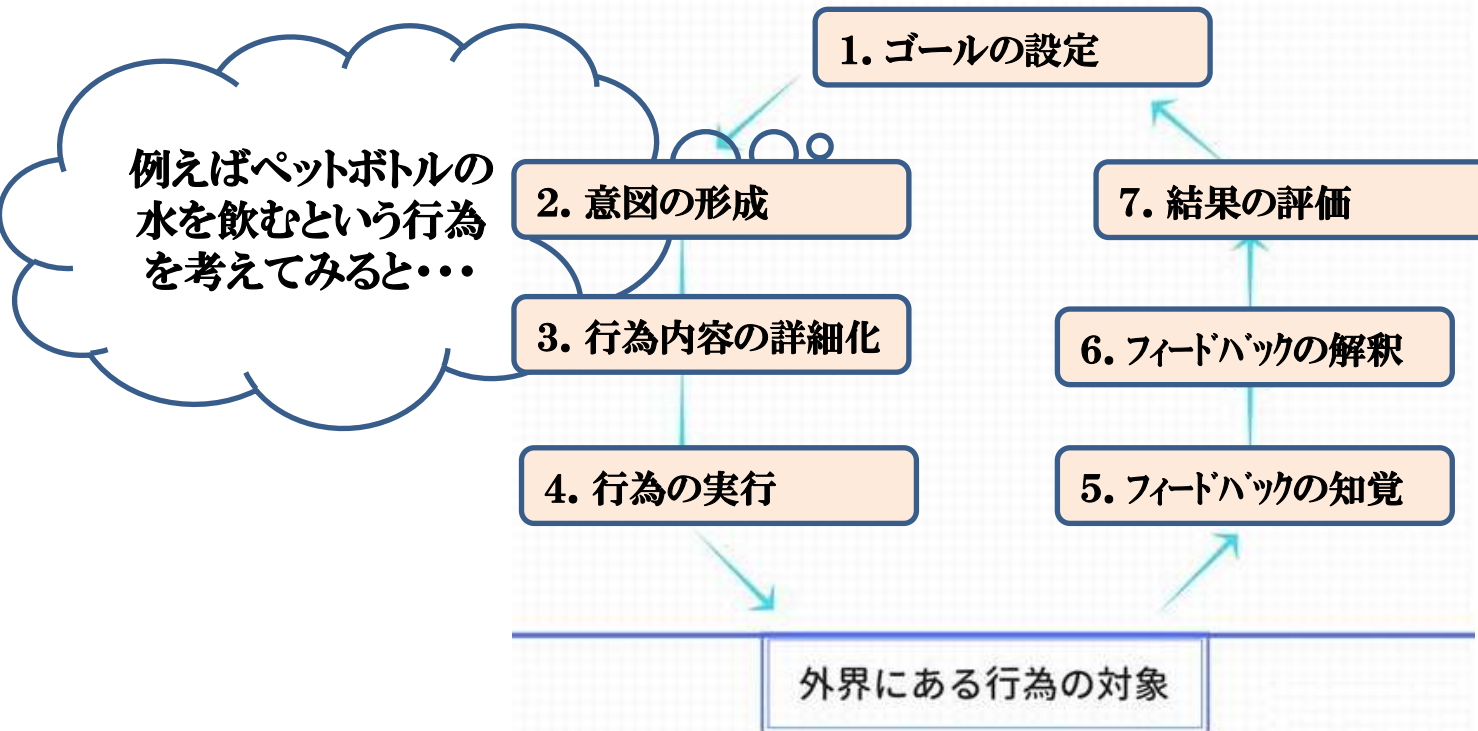 1. ゴールの設定
例えばペットボトルの
水を飲むという行為
を考えてみると・・・
2. 意図の形成
7. 結果の評価
3. 行為内容の詳細化
6. フィードバックの解釈
4. 行為の実行
5. フィードバックの知覚
外界にある行為の対象